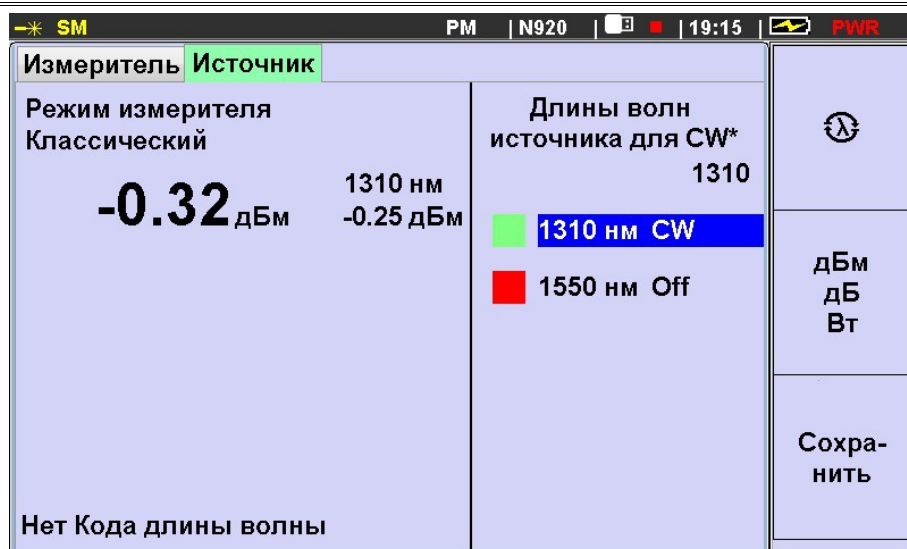 SM PM | N920 | | 19:15 | PWR
Измеритель Источник
Режим измерителя
Классический
-0.32 дБм
1310 нм
-0.25 дБм
Нет Кода длины волны
Длины волн
источника для CW*
1310
1310 нм CW
1550 нм Off
λ
дБм
дБ
Вт
Сохра-
нить